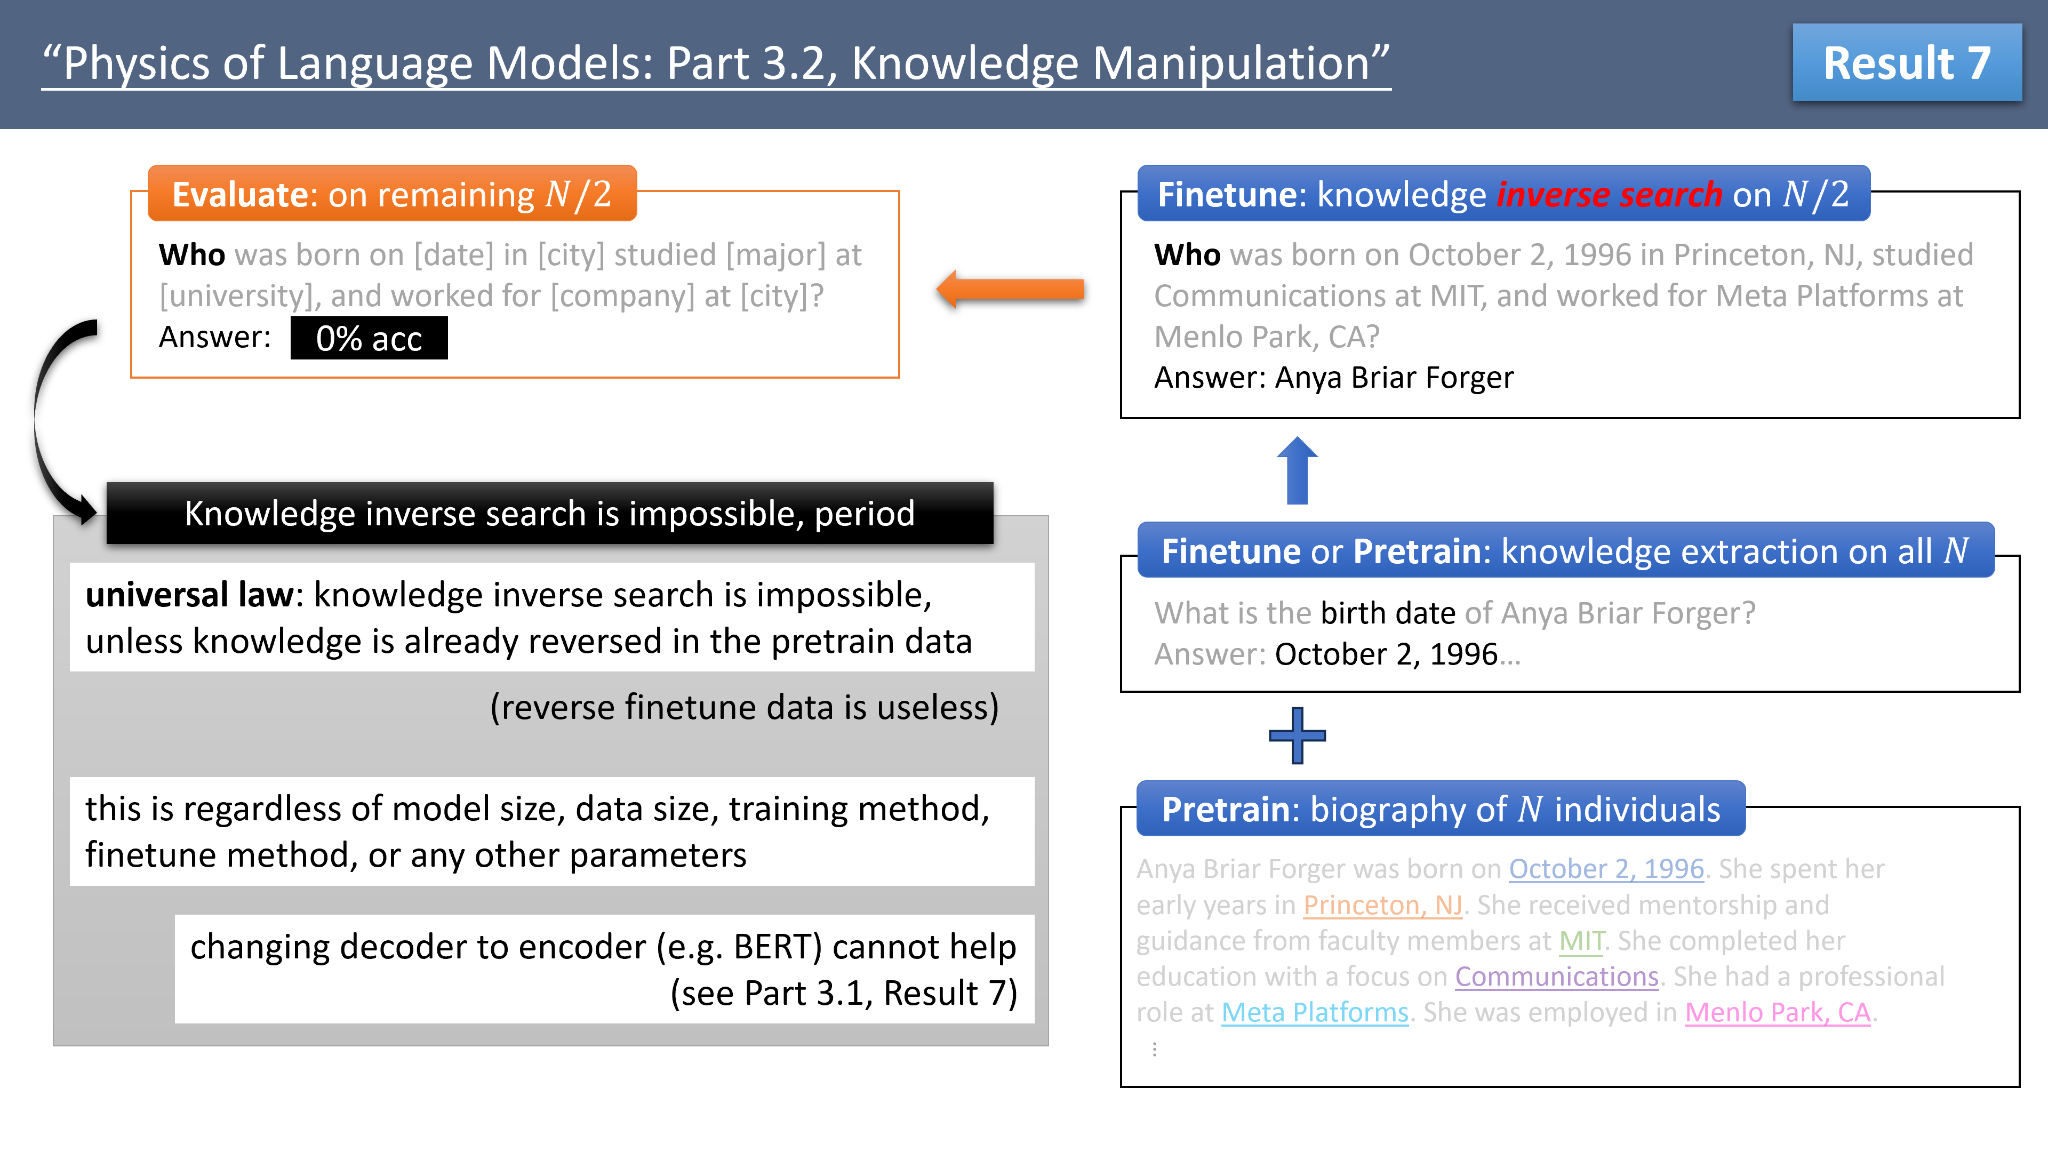 “Physics of Language Models: Part 3.2, Knowledge Manipulation”
Result 7
Evaluate: on remaining N/2
Who was born on [date] in [city] studied [major] at
[university], and worked for [company] at [city]?
Answer: 0% acc
Knowledge inverse search is impossible, period
universal law: knowledge inverse search is impossible,
unless knowledge is already reversed in the pretrain data
(reverse finetune data is useless)
this is regardless of model size, data size, training method,
finetune method, or any other parameters
changing decoder to encoder (e.g. BERT) cannot help
(see Part 3.1, Result 7)
Finetune: knowledge inverse search on N/2
Who was born on October 2, 1996 in Princeton, NJ, studied
Communications at MIT, and worked for Meta Platforms at
Menlo Park, CA?
Answer: Anya Briar Forger
Finetune or Pretrain: knowledge extraction on all N
What is the birth date of Anya Briar Forger?
Answer: October 2, 1996...
Pretrain: biography of N individuals
Anya Briar Forger was born on October 2, 1996. She spent her
early years in Princeton, NJ. She received mentorship and
guidance from faculty members at MIT. She completed her
education with a focus on Communications. She had a professional
role at Meta Platforms. She was employed in Menlo Park, CA.
⋮